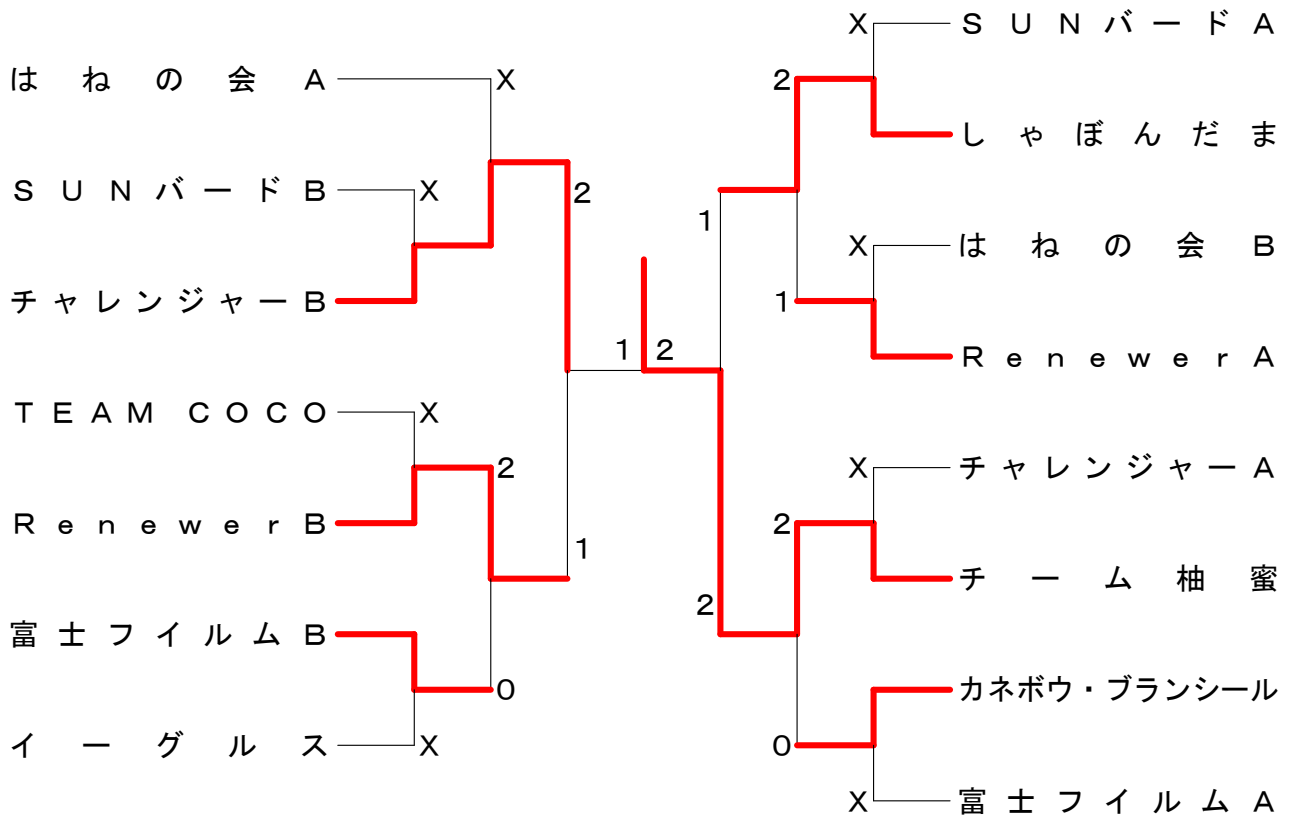 はねの会A
X
SUNバードB
X
2
チャレンジャーB
TEAM COCO
X
2
RenewerB
1
富士フイルムB
0
イーグルス
X
1 2
X
SUNバードA
2
しゃぼんだま
1
X
はねの会B
1
RenewerA
X
チャレンジャーA
2
チーム柚蜜
2
カネボウ・ブランシール
0
X
富士フイルムA